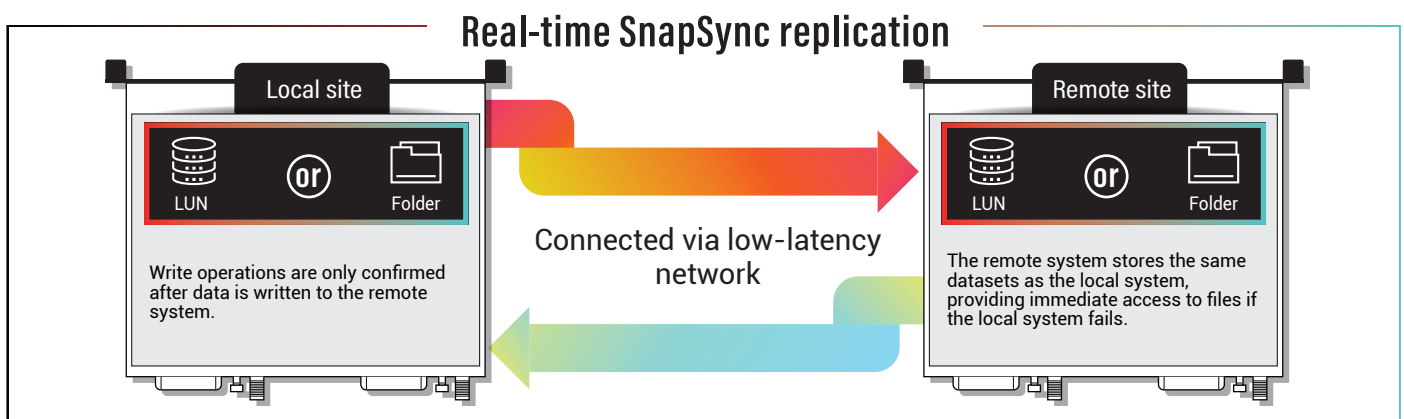 Real-time SnapSync replication
Local site
LUN
or
Folder
Write operations are only confirmed
after data is written to the remote
system.
Connected via low-latency
network
Remote site
LUN
or
Folder
The remote system stores the same
datasets as the local system,
providing immediate access to files if
the local system fails.